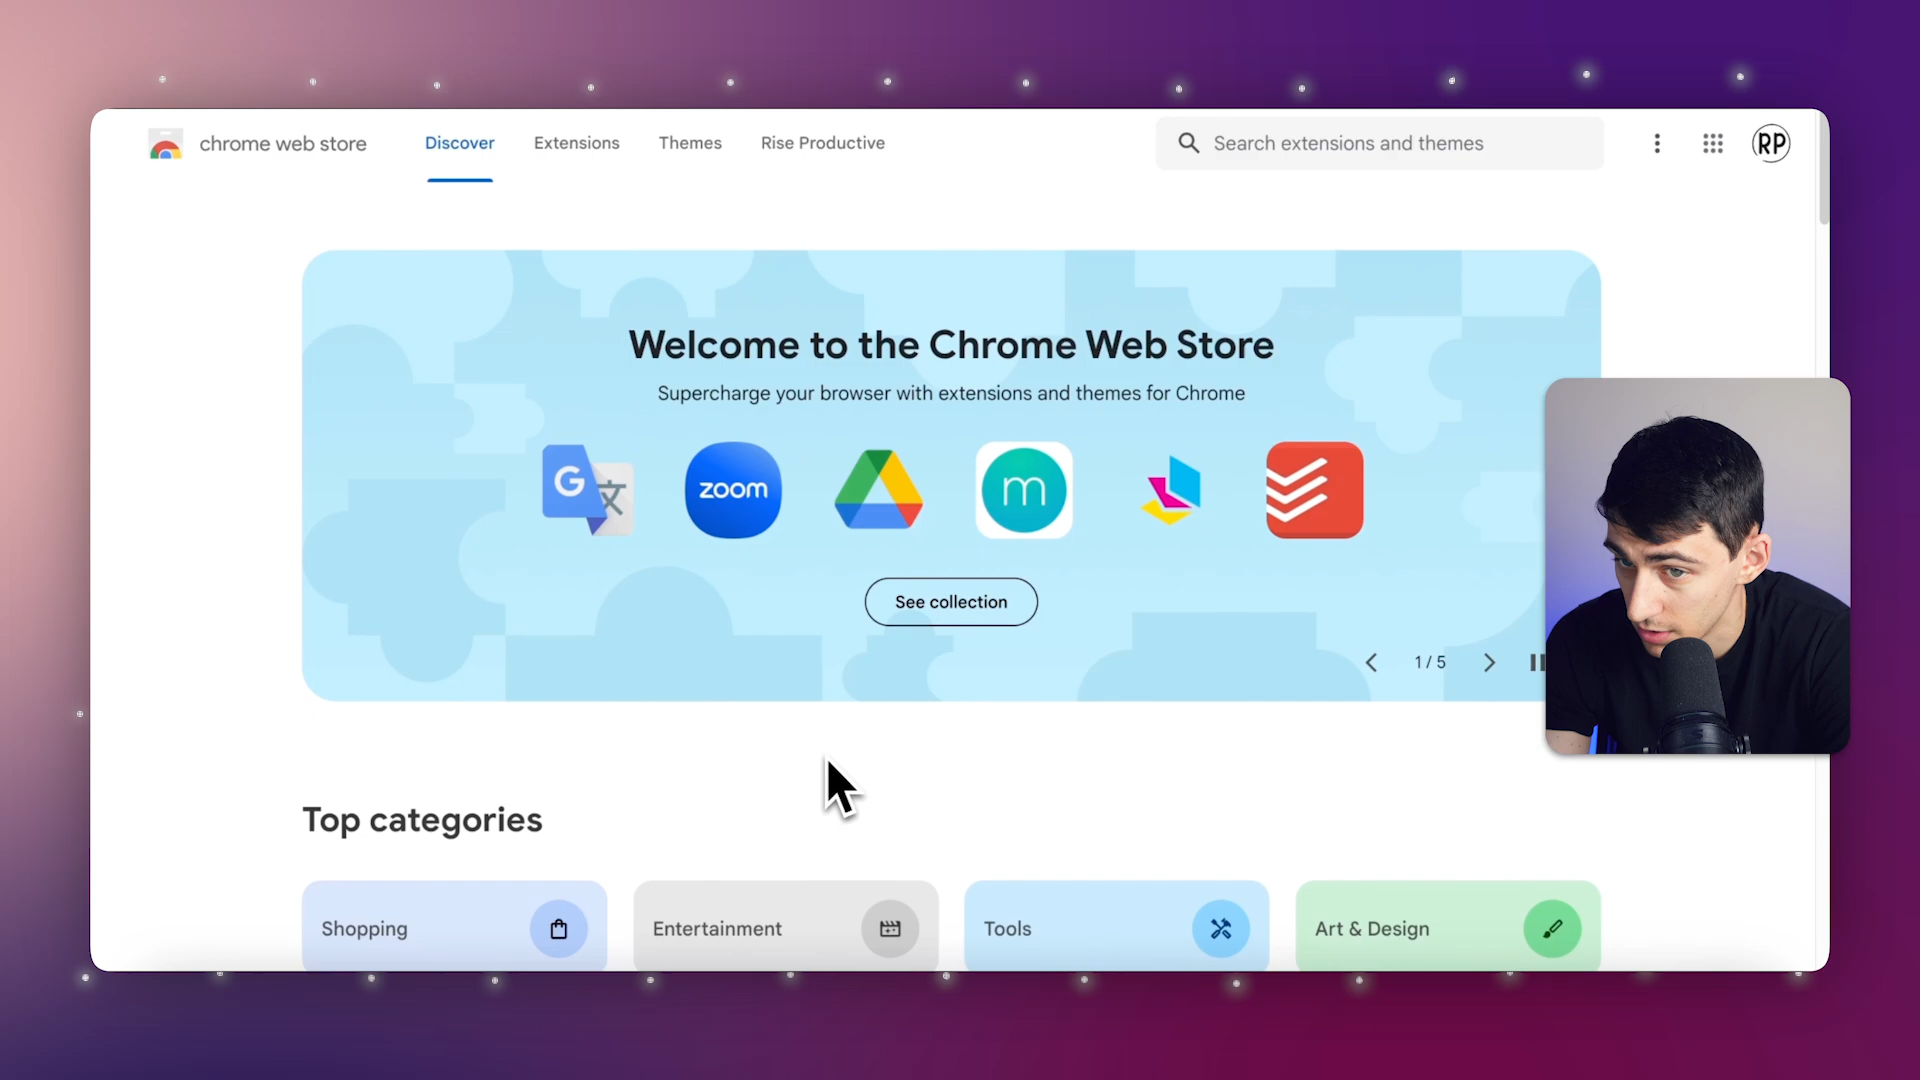 chrome web store
Discover
Extensions
Themes
Rise Productive
Search extensions and themes
RP
Welcome to the Chrome Web Store
Supercharge your browser with extensions and themes for Chrome
G 文
zoom
m
See collection
1 / 5
Top categories
Shopping
Entertainment
Tools
Art & Design